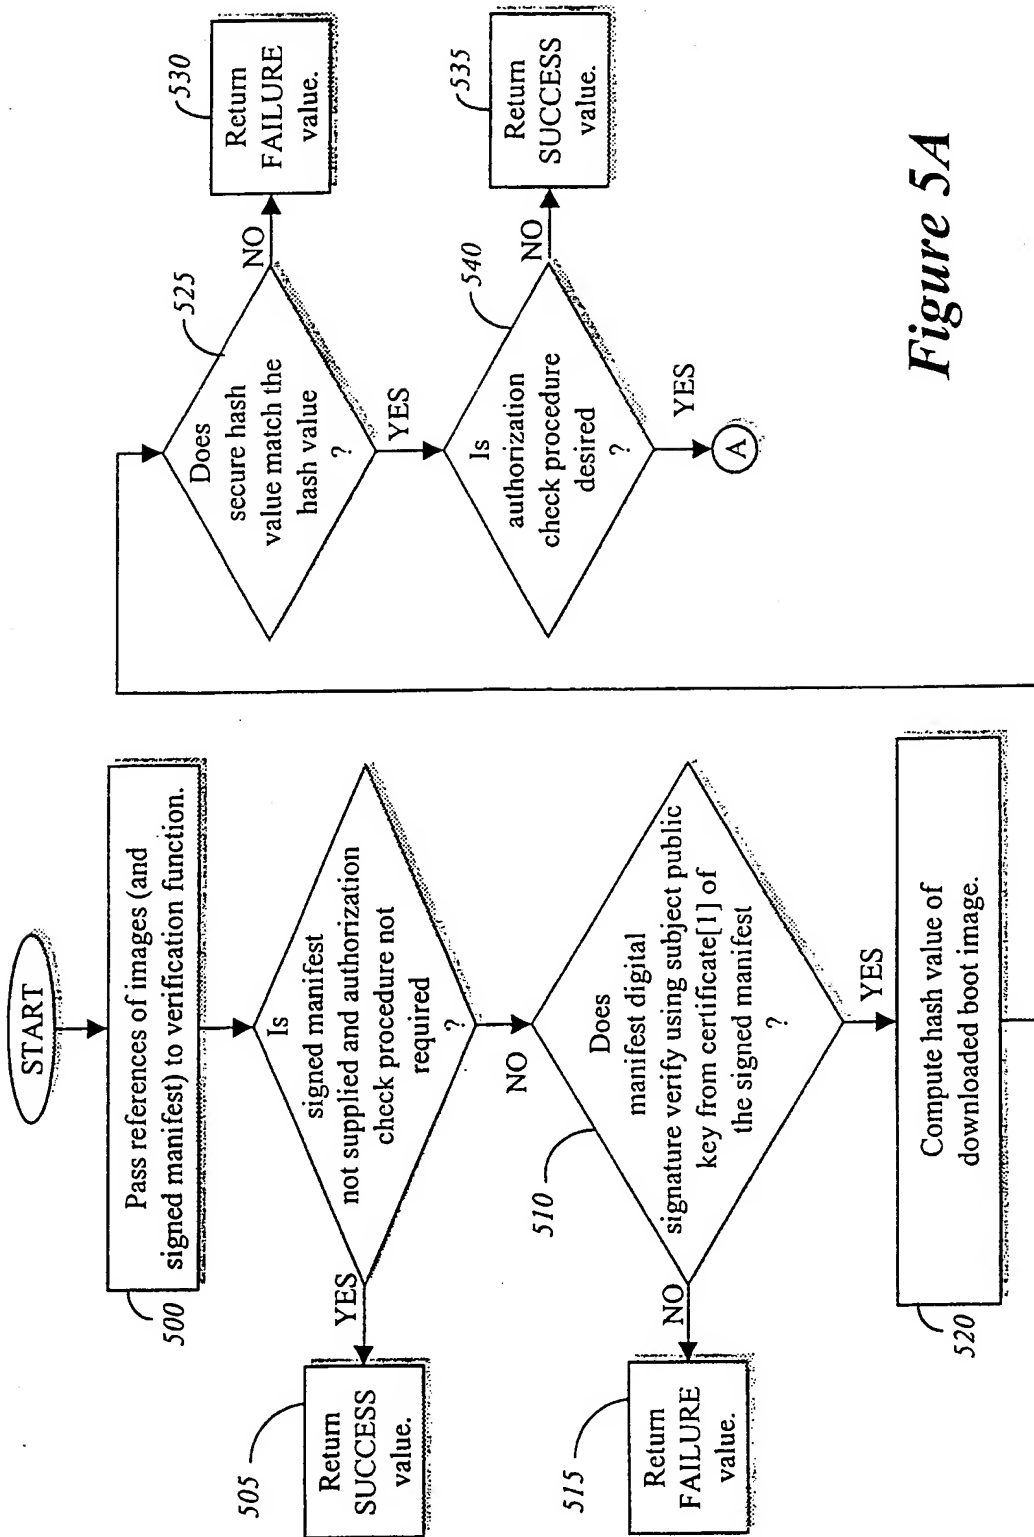 START
Pass references of images (and
signed manifest) to verification function.
500
Is
signed manifest
not supplied and authorization
check procedure not
required
?
YES
505
Return
SUCCESS
value.
NO
Does
manifest digital
signature verify using subject public
key from certificate[1] of
the signed manifest
?
510
NO
515
Return
FAILURE
value.
YES
Compute hash value of
downloaded boot image.
520
Does
secure hash
value match the
hash value
?
525
NO
530
Return
FAILURE
value.
YES
Is
authorization
check procedure
desired
?
540
NO
535
Return
SUCCESS
value.
YES
A
Figure 5A